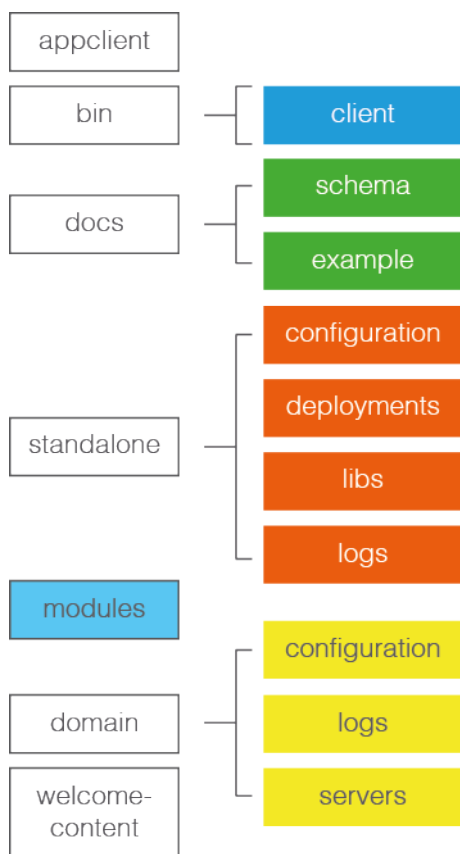 appclient
bin
client
docs
schema
example
standalone
configuration
deployments
libs
logs
modules
domain
configuration
logs
servers
welcome-
content